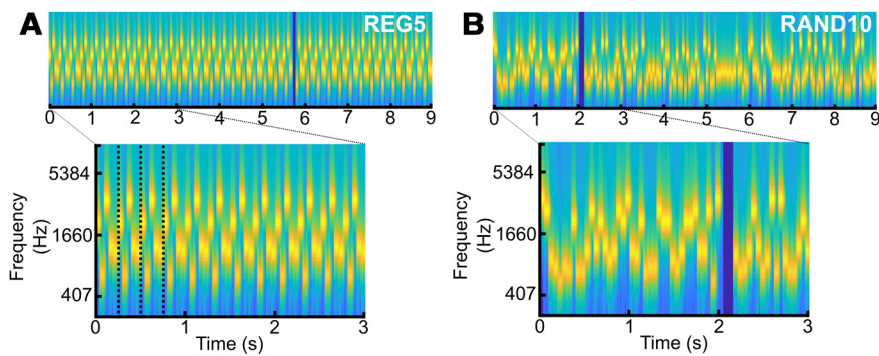 A
REG5
0 1 2 3 4 5 6 7 8 9
5384
1660
407
Frequency
(Hz)
0 1 2 3
Time (s)
B
RAND10
0 1 2 3 4 5 6 7 8 9
5384
1660
407
Frequency
(Hz)
0 1 2 3
Time (s)